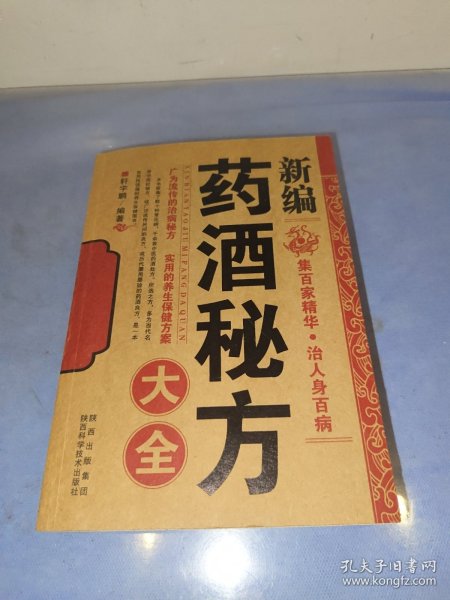 新编
集百家精华·治人身百病
药酒秘方
大全
XINBIANYAOJIUMIFANGDAQUAN
广为流传的治病秘方 实用的养生保健方案
轩宇鹏/编著
陕西出版集团
陕西科学技术出版社
孔夫子旧书网
www.kongfz.com